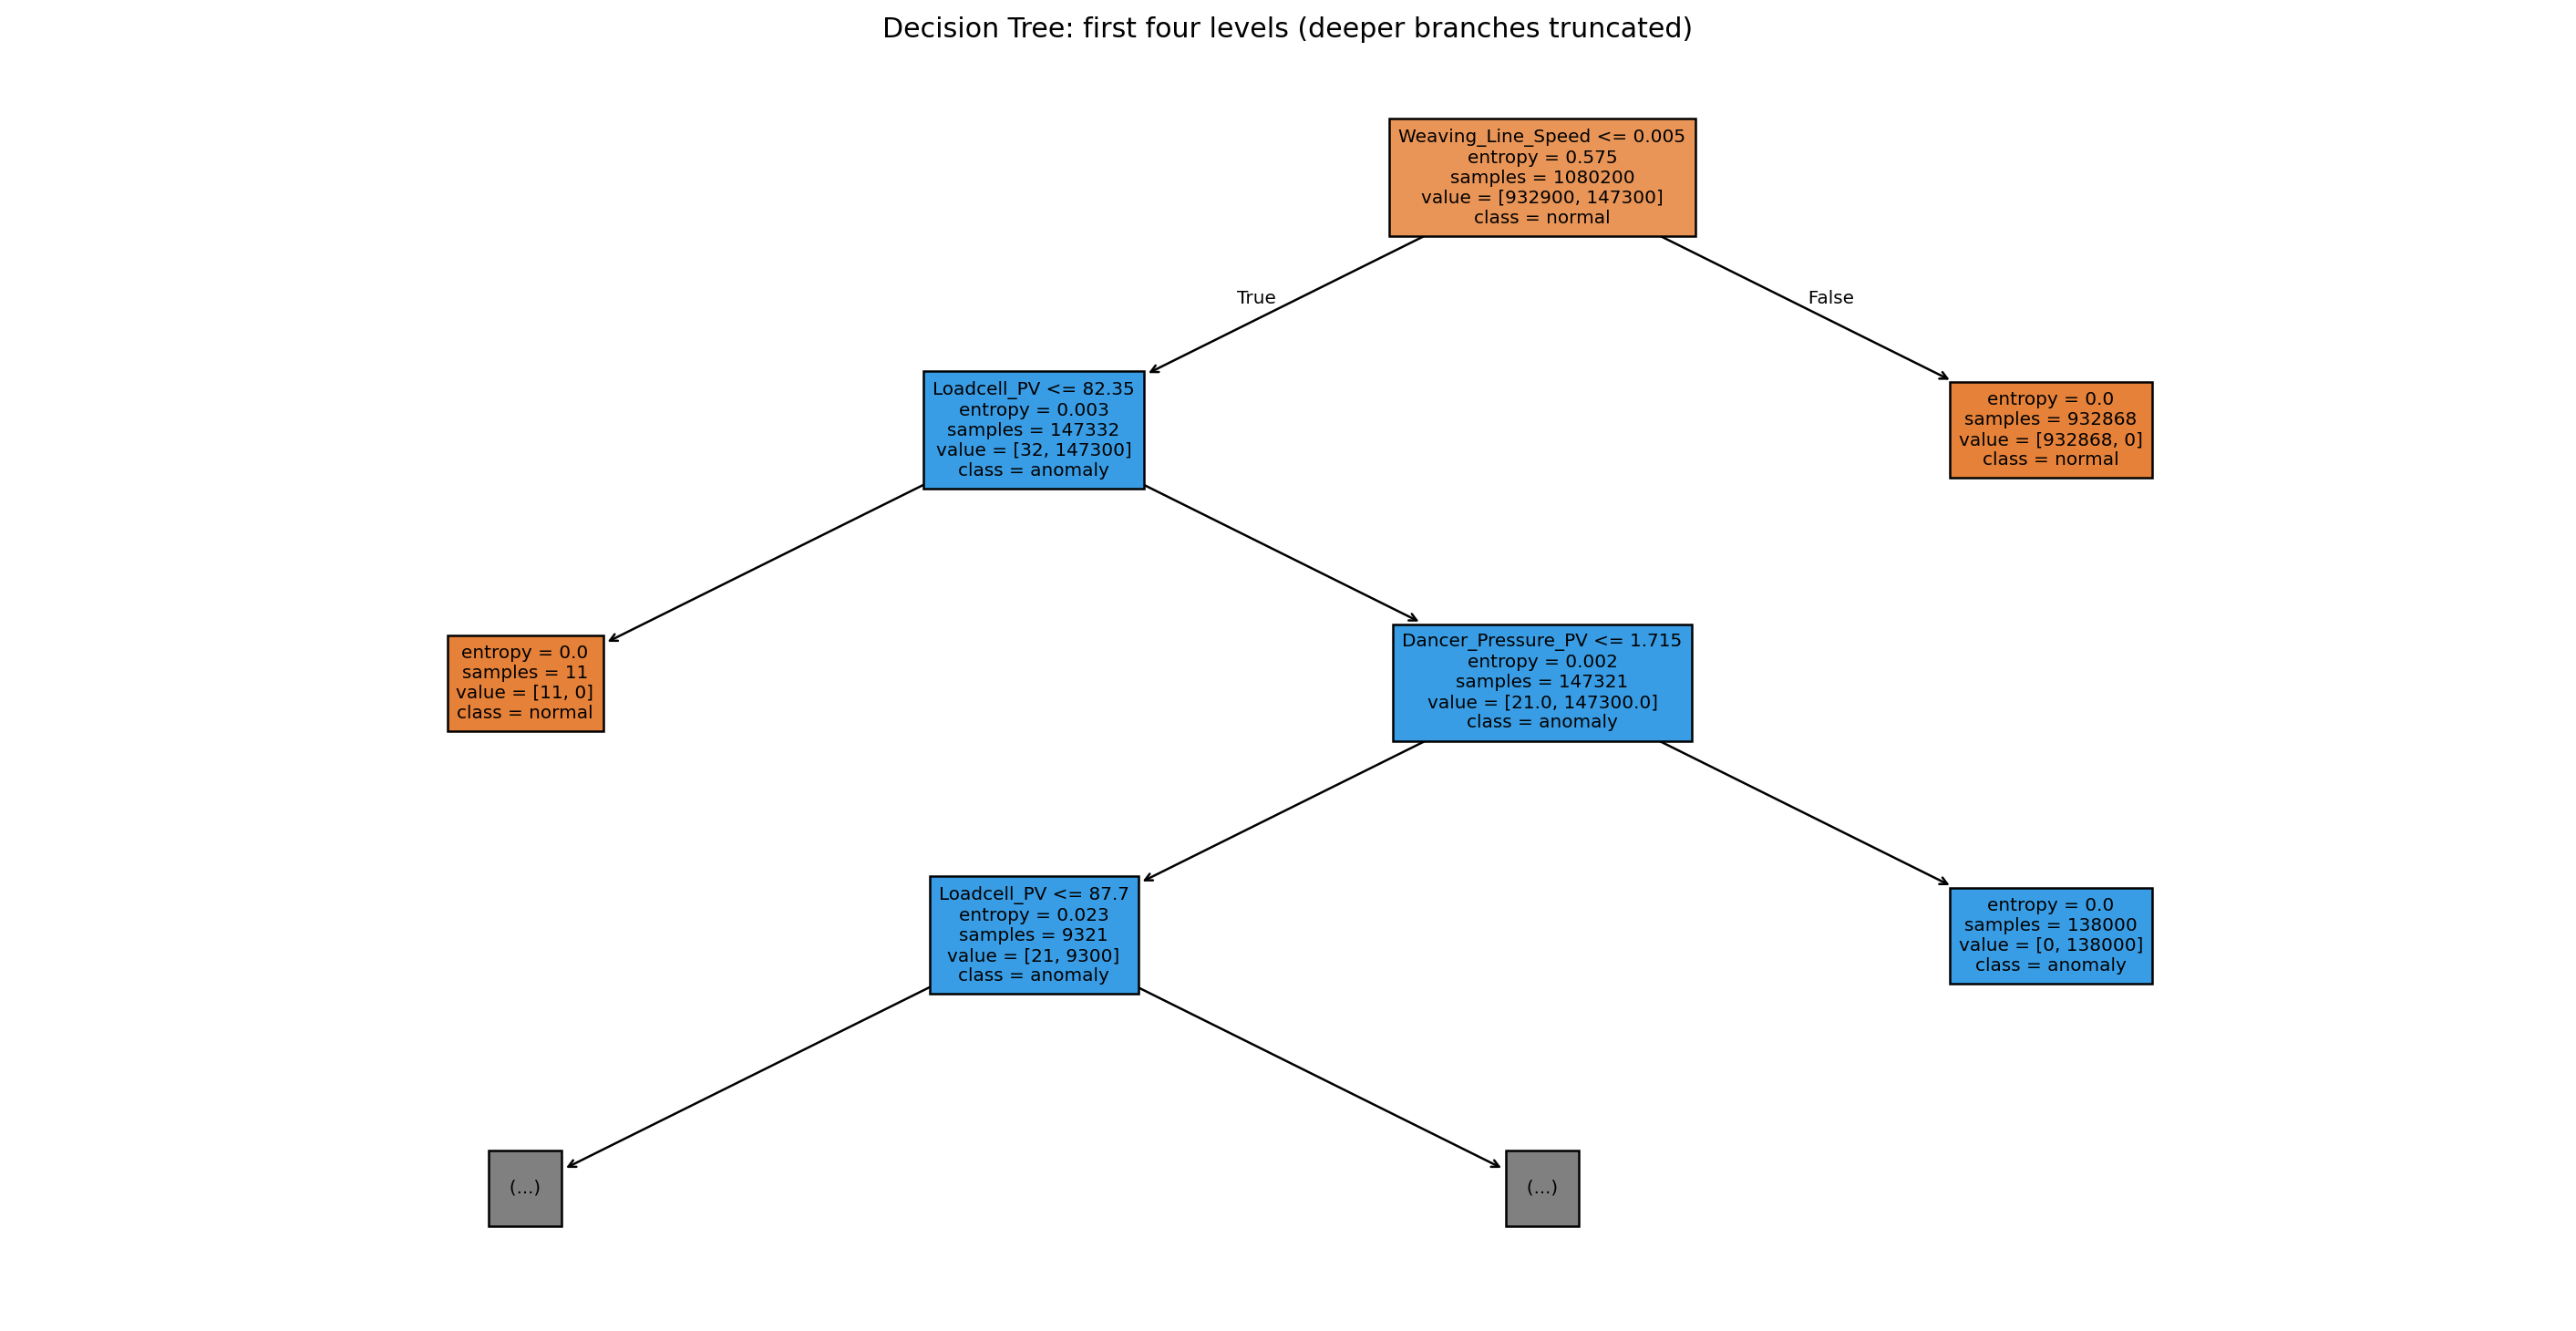 Decision Tree: first four levels (deeper branches truncated)
Weaving_Line_Speed <= 0.005
entropy = 0.575
samples = 1080200
value = [932900, 147300]
class = normal
True
False
Loadcell_PV <= 82.35
entropy = 0.003
samples = 147332
value = [32, 147300]
class = anomaly
entropy = 0.0
samples = 932868
value = [932868, 0]
class = normal
entropy = 0.0
samples = 11
value = [11, 0]
class = normal
Dancer_Pressure_PV <= 1.715
entropy = 0.002
samples = 147321
value = [21.0, 147300.0]
class = anomaly
Loadcell_PV <= 87.7
entropy = 0.023
samples = 9321
value = [21, 9300]
class = anomaly
entropy = 0.0
samples = 138000
value = [0, 138000]
class = anomaly
(...)
(...)